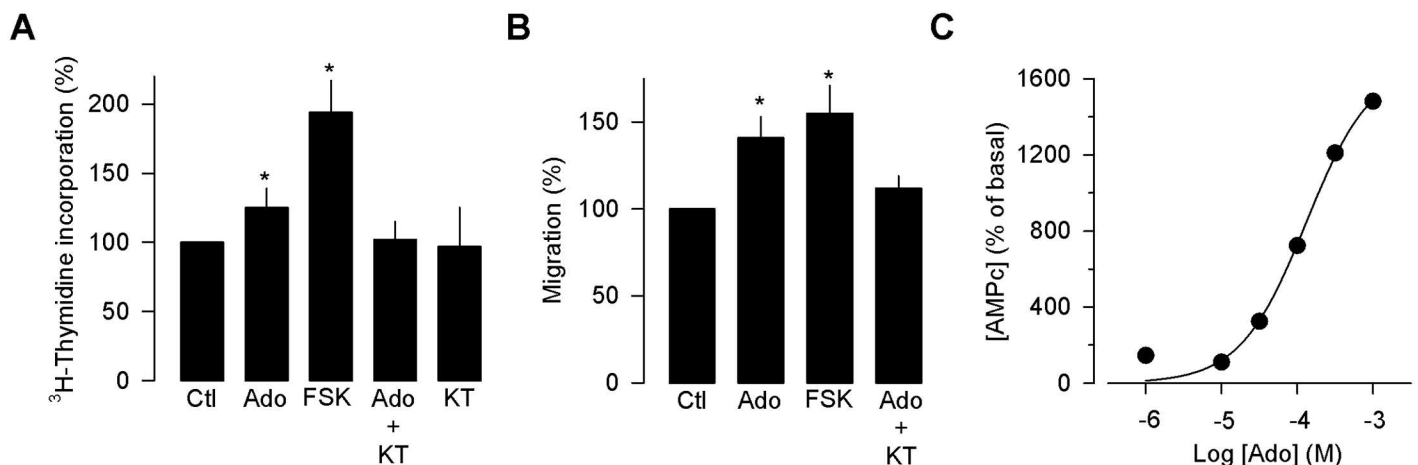 A
³H-Thymidine incorporation (%)
200
150
100
50
0
*
*
Ctl
Ado
FSK
Ado
+
KT
KT
B
Migration (%)
150
100
50
0
*
*
Ctl
Ado
FSK
Ado
+
KT
C
[AMPc] (% of basal)
1600
1200
800
400
0
-6
-5
-4
-3
Log [Ado] (M)